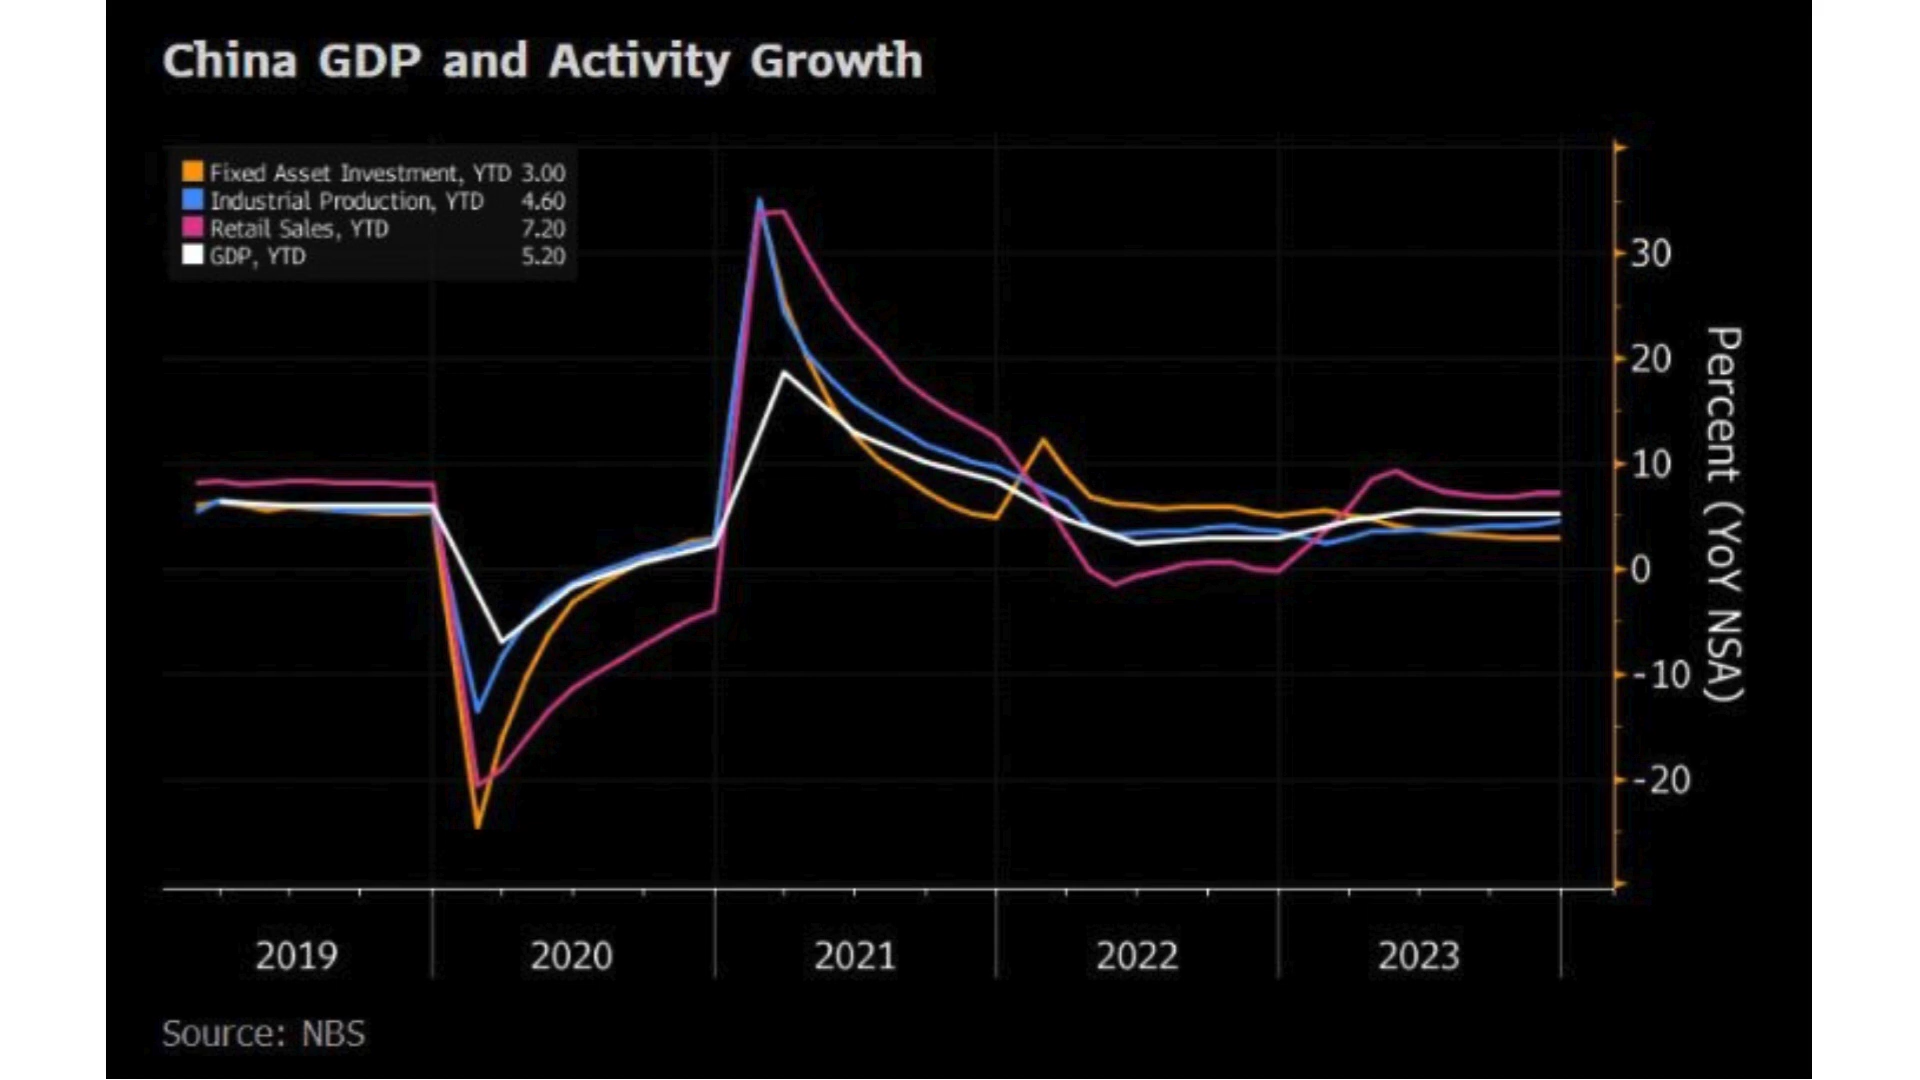 China GDP and Activity Growth
Fixed Asset Investment, YTD 3.00
Industrial Production, YTD 4.60
Retail Sales, YTD 7.20
GDP, YTD 5.20
30
20
10
0
-10
-20
Percent (YoY NSA)
2019 2020 2021 2022 2023
Source: NBS